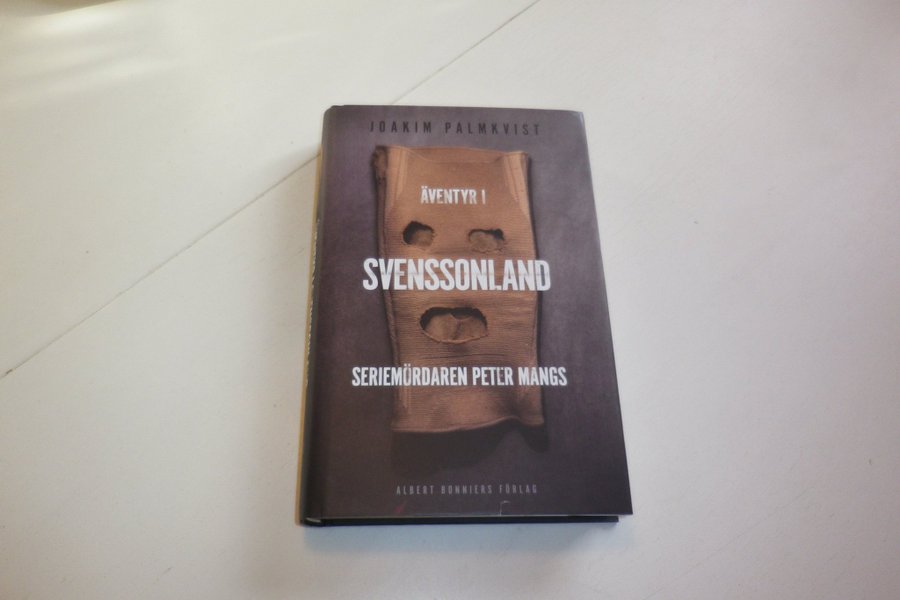 JOAKIM PALMKVIST
ÄVENTYR I
SVENSSONLAND
SERIEMÖRDAREN PETER MANGS
ALBERT BONNIERS FÖRLAG